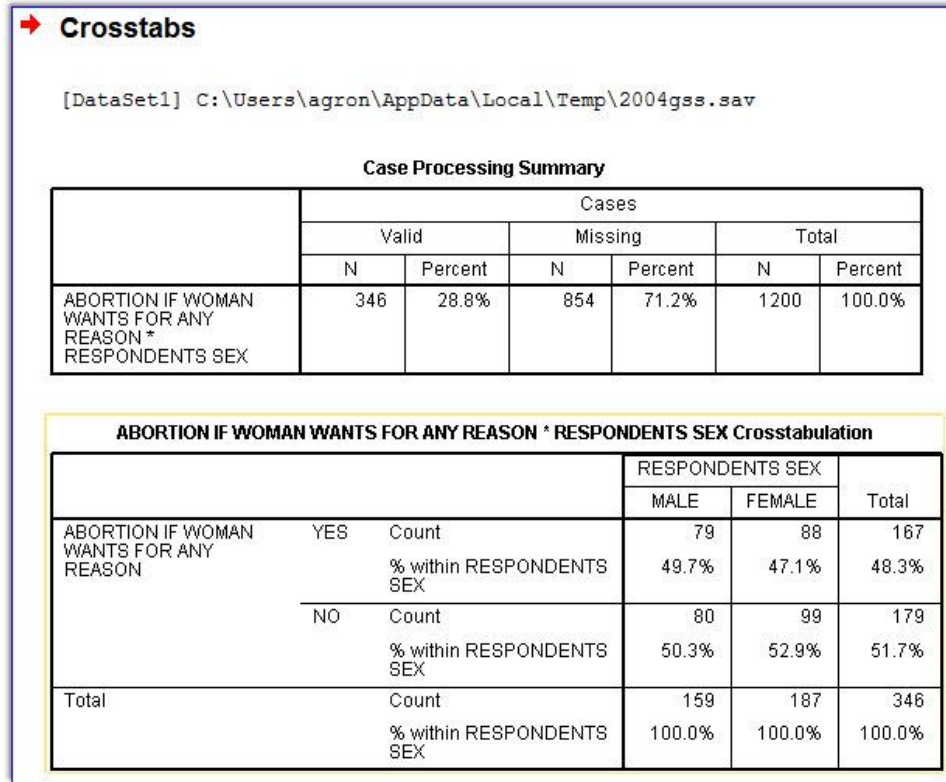 Crosstabs
[DataSet1] C:\Users\agron\AppData\Local\Temp\2004gss.sav
Case Processing Summary
Cases
Valid Missing Total
N Percent N Percent N Percent
ABORTION IF WOMAN WANTS FOR ANY REASON * RESPONDENTS SEX 346 28.8% 854 71.2% 1200 100.0%
ABORTION IF WOMAN WANTS FOR ANY REASON * RESPONDENTS SEX Crosstabulation
RESPONDENTS SEX
MALE FEMALE Total
ABORTION IF WOMAN WANTS FOR ANY REASON YES Count 79 88 167
% within RESPONDENTS SEX 49.7% 47.1% 48.3%
NO Count 80 99 179
% within RESPONDENTS SEX 50.3% 52.9% 51.7%
Total Count 159 187 346
% within RESPONDENTS SEX 100.0% 100.0% 100.0%